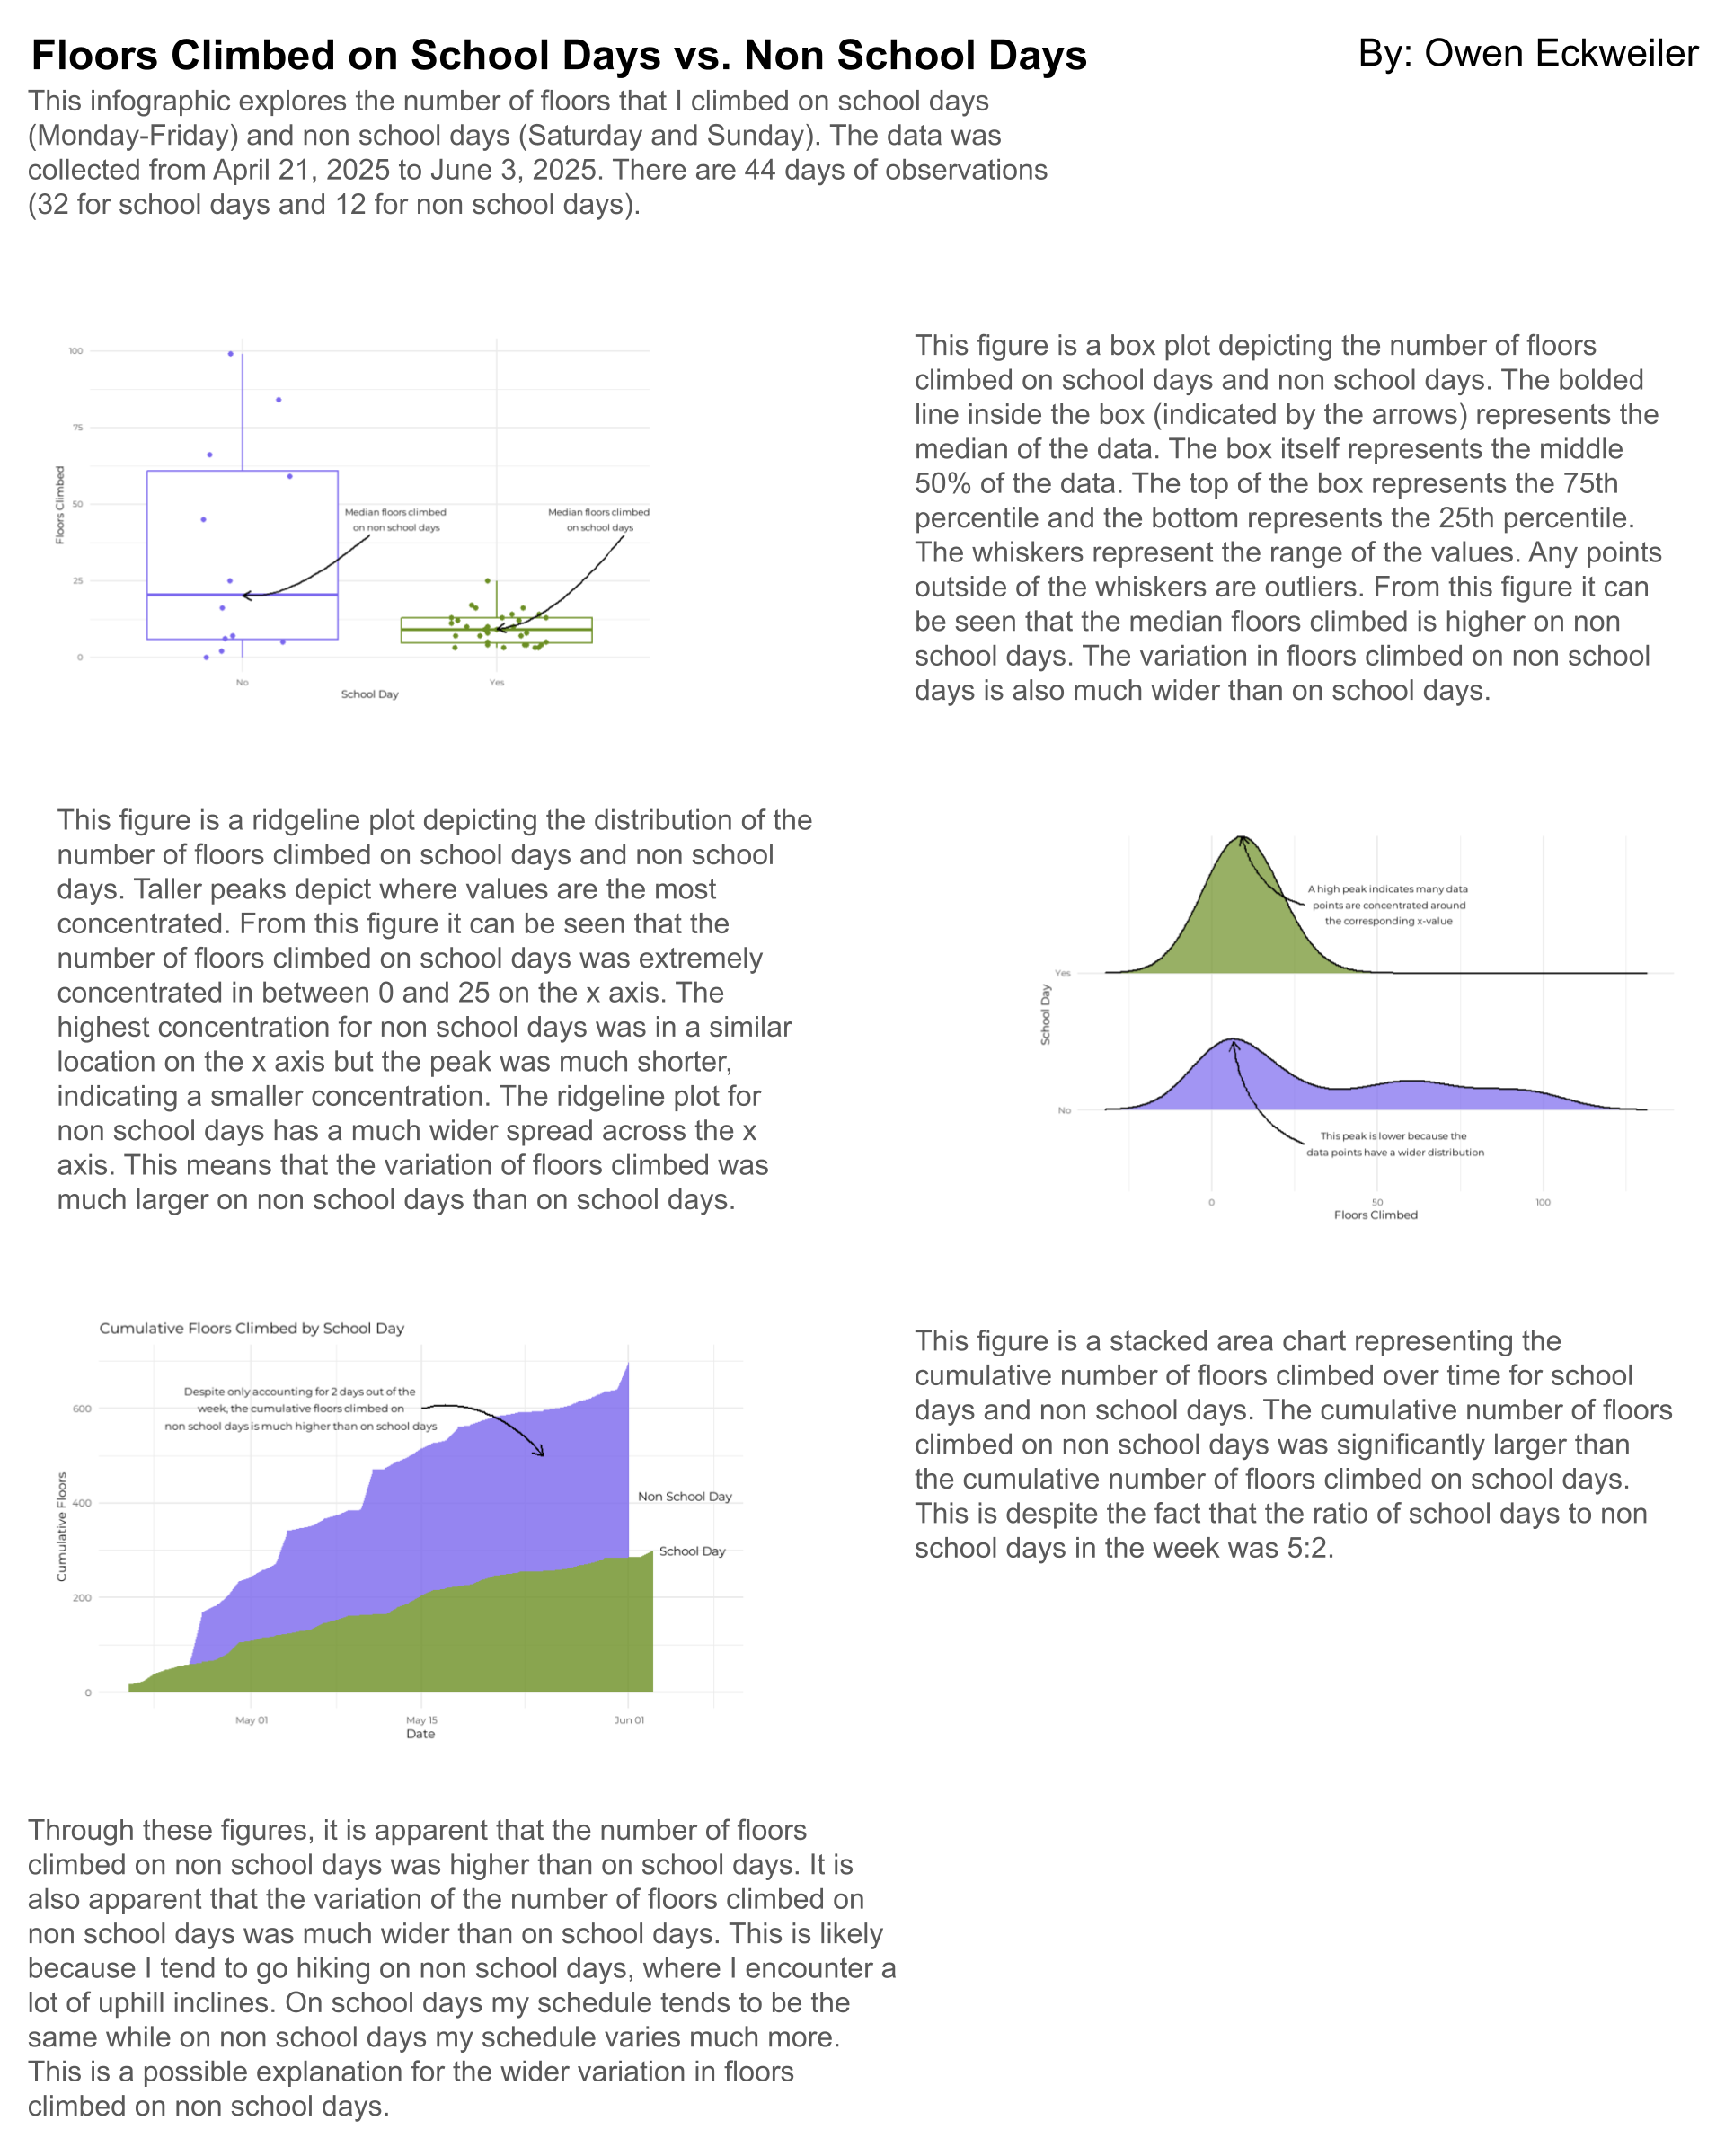 Floors Climbed on School Days vs. Non School Days
By: Owen Eckweiler
This infographic explores the number of floors that I climbed on school days
(Monday-Friday) and non school days (Saturday and Sunday). The data was
collected from April 21, 2025 to June 3, 2025. There are 44 days of observations
(32 for school days and 12 for non school days).
100
75
50
25
0
Floors Climbed
Median floors climbed
on non school days
Median floors climbed
on school days
No
Yes
School Day
This figure is a box plot depicting the number of floors
climbed on school days and non school days. The bolded
line inside the box (indicated by the arrows) represents the
median of the data. The box itself represents the middle
50% of the data. The top of the box represents the 75th
percentile and the bottom represents the 25th percentile.
The whiskers represent the range of the values. Any points
outside of the whiskers are outliers. From this figure it can
be seen that the median floors climbed is higher on non
school days. The variation in floors climbed on non school
days is also much wider than on school days.
This figure is a ridgeline plot depicting the distribution of the
number of floors climbed on school days and non school
days. Taller peaks depict where values are the most
concentrated. From this figure it can be seen that the
number of floors climbed on school days was extremely
concentrated in between 0 and 25 on the x axis. The
highest concentration for non school days was in a similar
location on the x axis but the peak was much shorter,
indicating a smaller concentration. The ridgeline plot for
non school days has a much wider spread across the x
axis. This means that the variation of floors climbed was
much larger on non school days than on school days.
A high peak indicates many data
points are concentrated around
the corresponding x-value
Yes
School Day
No
This peak is lower because the
data points have a wider distribution
0
50
100
Floors Climbed
Cumulative Floors Climbed by School Day
Despite only accounting for 2 days out of the
week, the cumulative floors climbed on
non school days is much higher than on school days
600
400
200
0
Cumulative Floors
Non School Day
School Day
May 01
May 15
Jun 01
Date
This figure is a stacked area chart representing the
cumulative number of floors climbed over time for school
days and non school days. The cumulative number of floors
climbed on non school days was significantly larger than
the cumulative number of floors climbed on school days.
This is despite the fact that the ratio of school days to non
school days in the week was 5:2.
Through these figures, it is apparent that the number of floors
climbed on non school days was higher than on school days. It is
also apparent that the variation of the number of floors climbed on
non school days was much wider than on school days. This is likely
because I tend to go hiking on non school days, where I encounter a
lot of uphill inclines. On school days my schedule tends to be the
same while on non school days my schedule varies much more.
This is a possible explanation for the wider variation in floors
climbed on non school days.